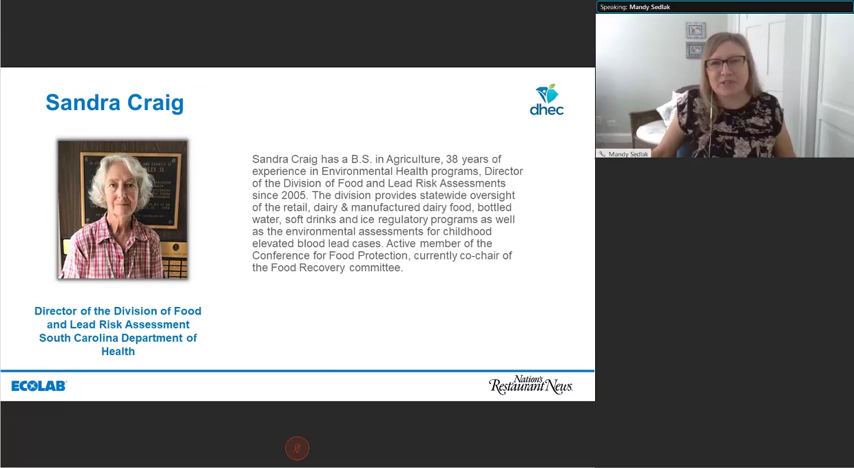 Speaking: Mandy Sedlak
Sandra Craig
dhec
Sandra Craig has a B.S. in Agriculture, 38 years of
experience in Environmental Health programs, Director
of the Division of Food and Lead Risk Assessments
since 2005. The division provides statewide oversight
of the retail, dairy & manufactured dairy food, bottled
water, soft drinks and ice regulatory programs as well
as the environmental assessments for childhood
elevated blood lead cases. Active member of the
Conference for Food Protection, currently co-chair of
the Food Recovery committee.
Director of the Division of Food
and Lead Risk Assessment
South Carolina Department of
Health
Mandy Sedlak
ECOLAB
Nation's
Restaurant News